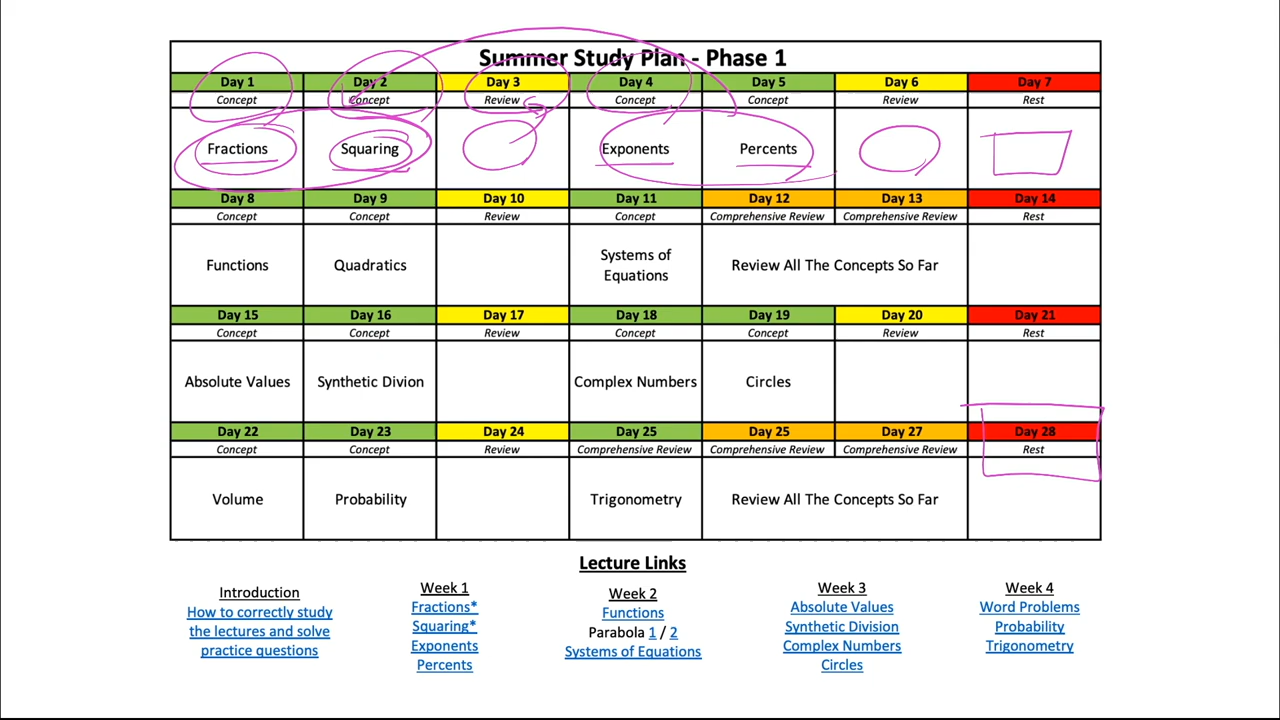 Summer Study Plan - Phase 1
Day 1 Day 2 Day 3 Day 4 Day 5 Day 6 Day 7
Concept Concept Review Concept Concept Review Rest
Fractions Squaring Exponents Percents
Day 8 Day 9 Day 10 Day 11 Day 12 Day 13 Day 14
Concept Concept Review Concept Comprehensive Review Comprehensive Review Rest
Functions Quadratics Systems of Equations Review All The Concepts So Far
Day 15 Day 16 Day 17 Day 18 Day 19 Day 20 Day 21
Concept Concept Review Concept Concept Review Rest
Absolute Values Synthetic Divion Complex Numbers Circles
Day 22 Day 23 Day 24 Day 25 Day 25 Day 27 Day 28
Concept Concept Review Comprehensive Review Comprehensive Review Comprehensive Review Rest
Volume Probability Trigonometry Review All The Concepts So Far
Lecture Links
Introduction
How to correctly study
the lectures and solve
practice questions
Week 1
Fractions*
Squaring*
Exponents
Percents
Week 2
Functions
Parabola 1 / 2
Systems of Equations
Week 3
Absolute Values
Synthetic Division
Complex Numbers
Circles
Week 4
Word Problems
Probability
Trigonometry